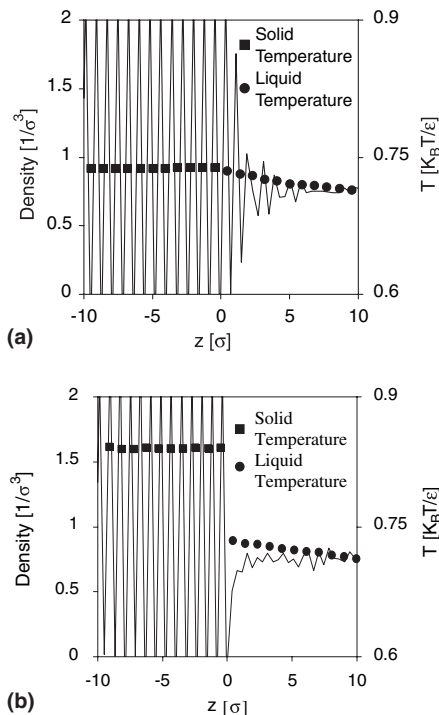 2
1.5
1
0.5
0
Density [1/σ³]
Solid
Temperature
Liquid
Temperature
0.9
0.75
0.6
T [K_BT/ε]
-10
-5
0
5
10
z [σ]
(a)
2
1.5
1
0.5
0
Density [1/σ³]
Solid
Temperature
Liquid
Temperature
0.9
0.75
0.6
T [K_BT/ε]
-10
-5
0
5
10
z [σ]
(b)